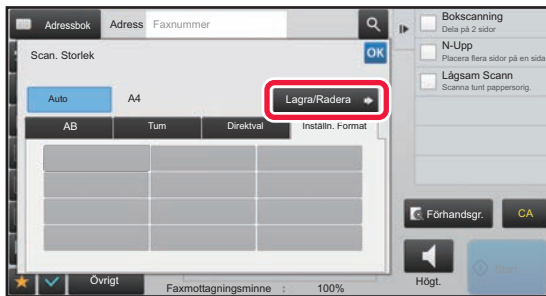 Adressbok
Adress
Faxnummer
Scan. Storlek
OK
Auto
A4
Lagra/Radera
AB
Tum
Direktval
Inställn. Format
Övrigt
Faxmottagningsminne : 100%
Bokscanning
Dela på 2 sidor
N-Upp
Placera flera sidor på en sida
Lågsam Scann
Scanna tunt pappersorig.
Förhandsgr.
CA
Högt.
Start